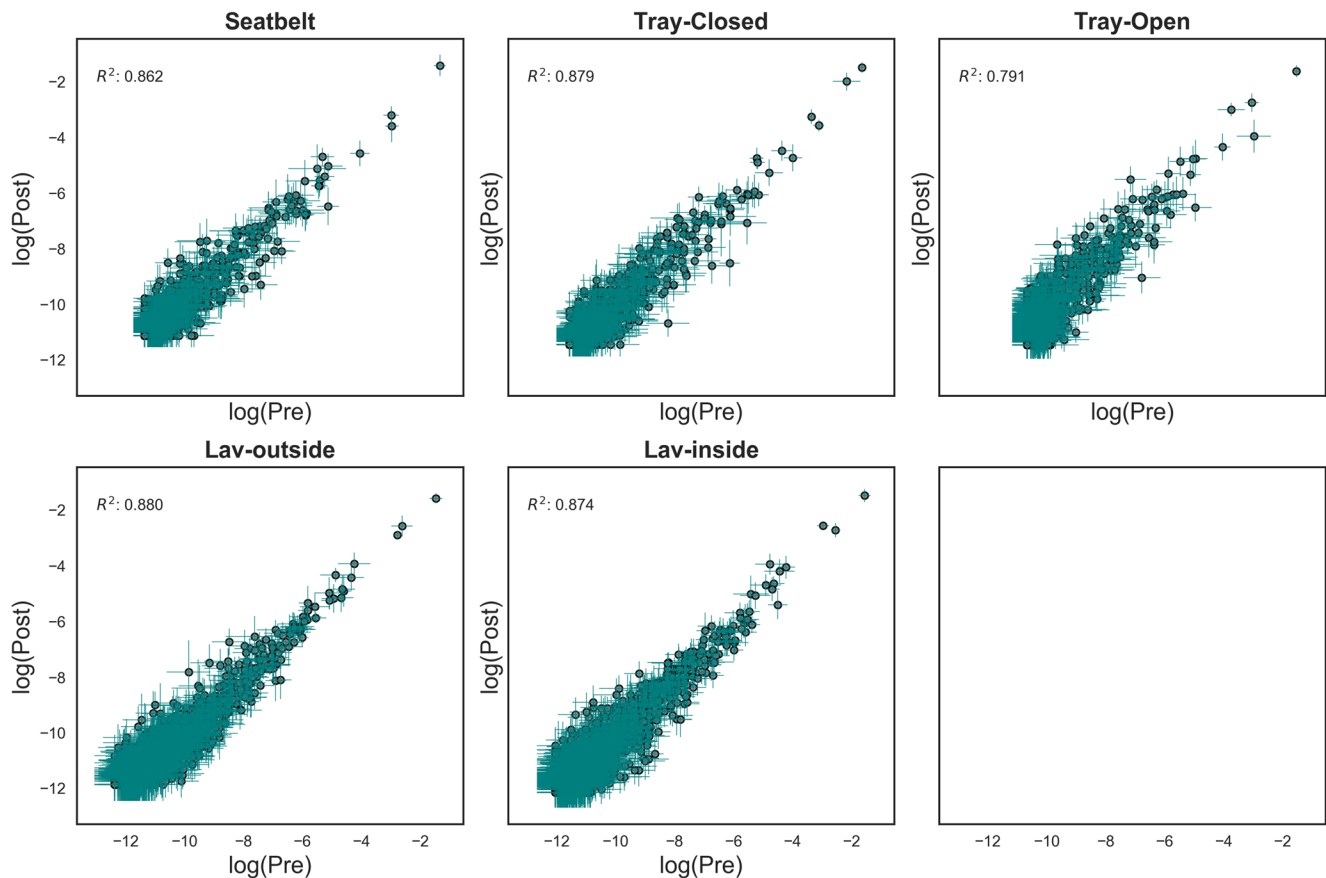 Seatbelt
Tray-Closed
Tray-Open
R²: 0.862
R²: 0.879
R²: 0.791
−2
−4
−6
−8
−10
−12
log(Post)
log(Post)
log(Post)
log(Pre)
log(Pre)
log(Pre)
Lav-outside
Lav-inside
R²: 0.880
R²: 0.874
−2
−4
−6
−8
−10
−12
log(Post)
log(Post)
−12 −10 −8 −6 −4 −2
−12 −10 −8 −6 −4 −2
−12 −10 −8 −6 −4 −2
log(Pre)
log(Pre)